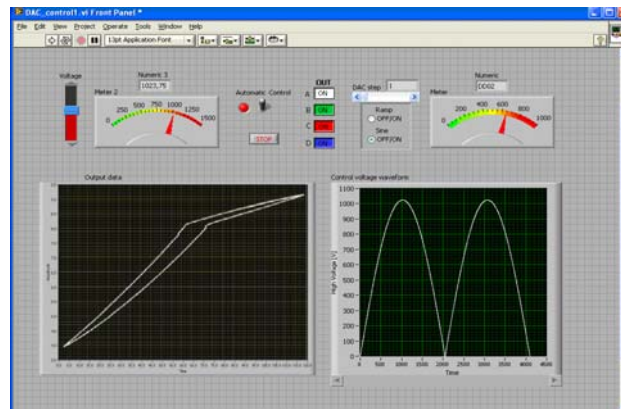 DAC_control1.vi Front Panel *
File Edit View Project Operate Tools Window Help
13pt Application Font
Voltage
Numeric 3
1023,75
Meter 2
0 250 500 750 1000 1250 1500
Automatic Control
STOP
OUT
A ON
B ON
C ON
D ON
DAC step 1
Ramp
OFF/ON
Sine
OFF/ON
Numeric
DD02
Meter
0 200 400 600 800 1000
Output data
Time
Control voltage waveform
High Voltage [V]
1100
1000
900
800
700
600
500
400
300
200
100
0
0 500 1000 1500 2000 2500 3000 3500 4000 4500
Time